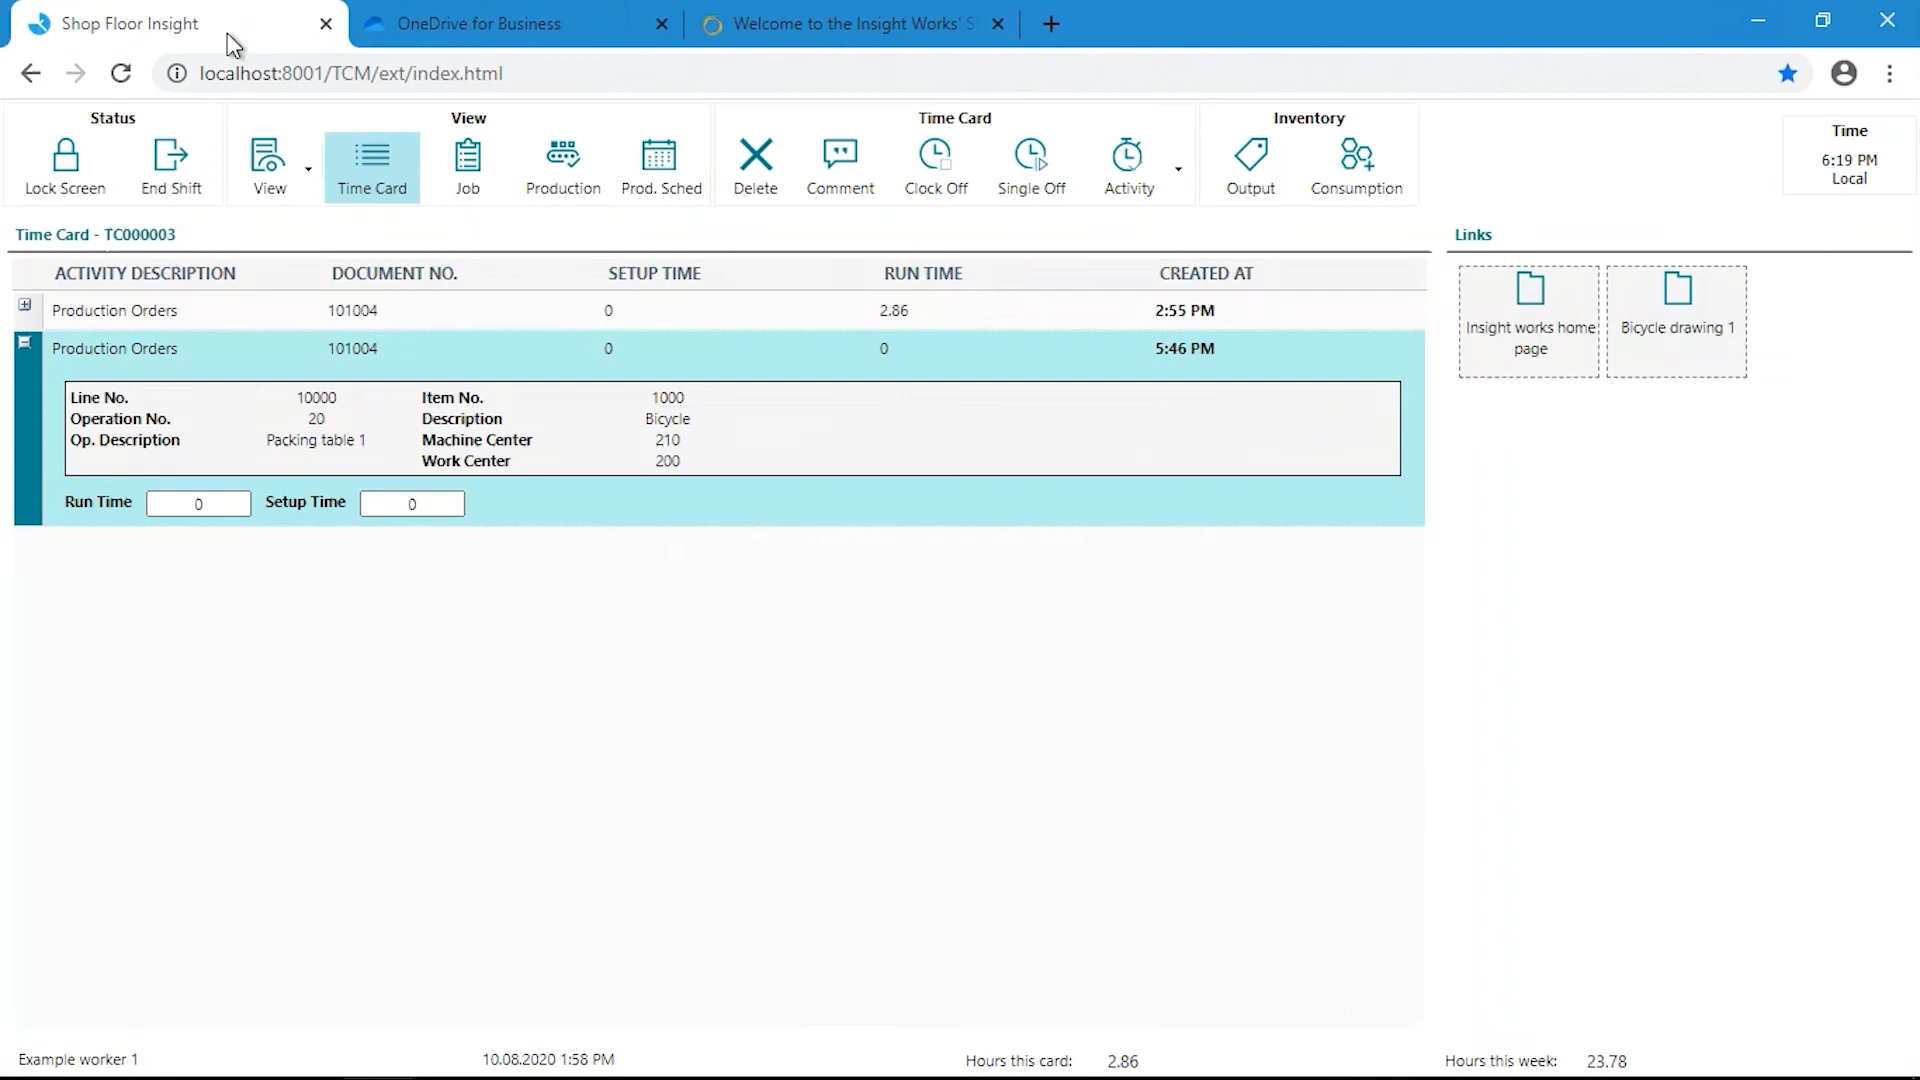 Shop Floor Insight
OneDrive for Business
Welcome to the Insight Works' S
localhost:8001/TCM/ext/index.html
Status
View
Time Card
Inventory
Time
6:19 PM
Local
Lock Screen
End Shift
View
Time Card
Job
Production
Prod. Sched
Delete
Comment
Clock Off
Single Off
Activity
Output
Consumption
Time Card - TC000003
Links
ACTIVITY DESCRIPTION DOCUMENT NO. SETUP TIME RUN TIME CREATED AT
Production Orders 101004 0 2.86 2:55 PM
Production Orders 101004 0 0 5:46 PM
Line No. 10000 Item No. 1000
Operation No. 20 Description Bicycle
Op. Description Packing table 1 Machine Center 210
Work Center 200
Run Time 0 Setup Time 0
Insight works home
page
Bicycle drawing 1
Example worker 1 10.08.2020 1:58 PM Hours this card: 2.86 Hours this week: 23.78